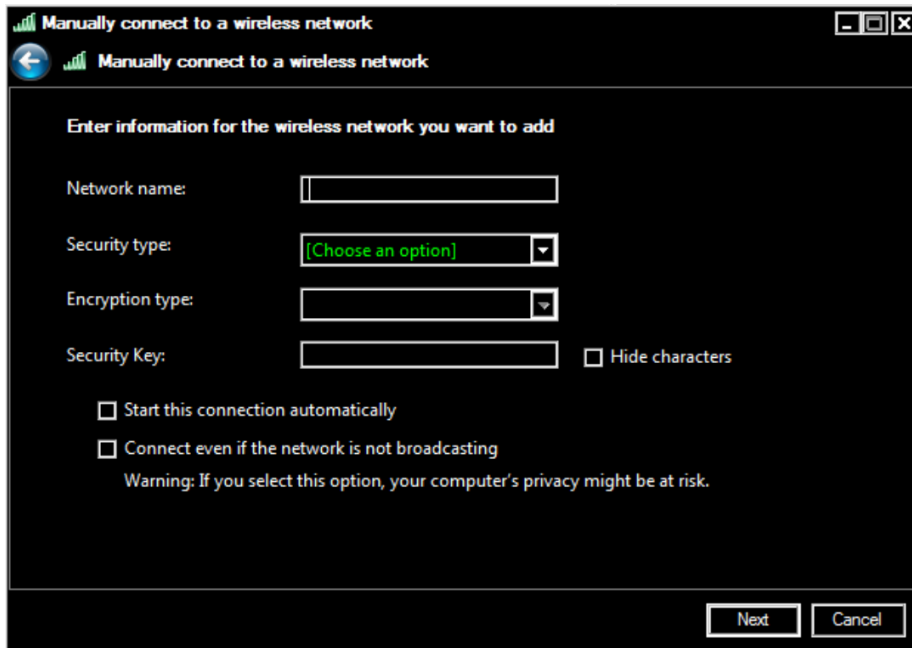 Manually connect to a wireless network
Manually connect to a wireless network
Enter information for the wireless network you want to add
Network name:
Security type: [Choose an option]
Encryption type:
Security Key: Hide characters
Start this connection automatically
Connect even if the network is not broadcasting
Warning: If you select this option, your computer's privacy might be at risk.
Next Cancel